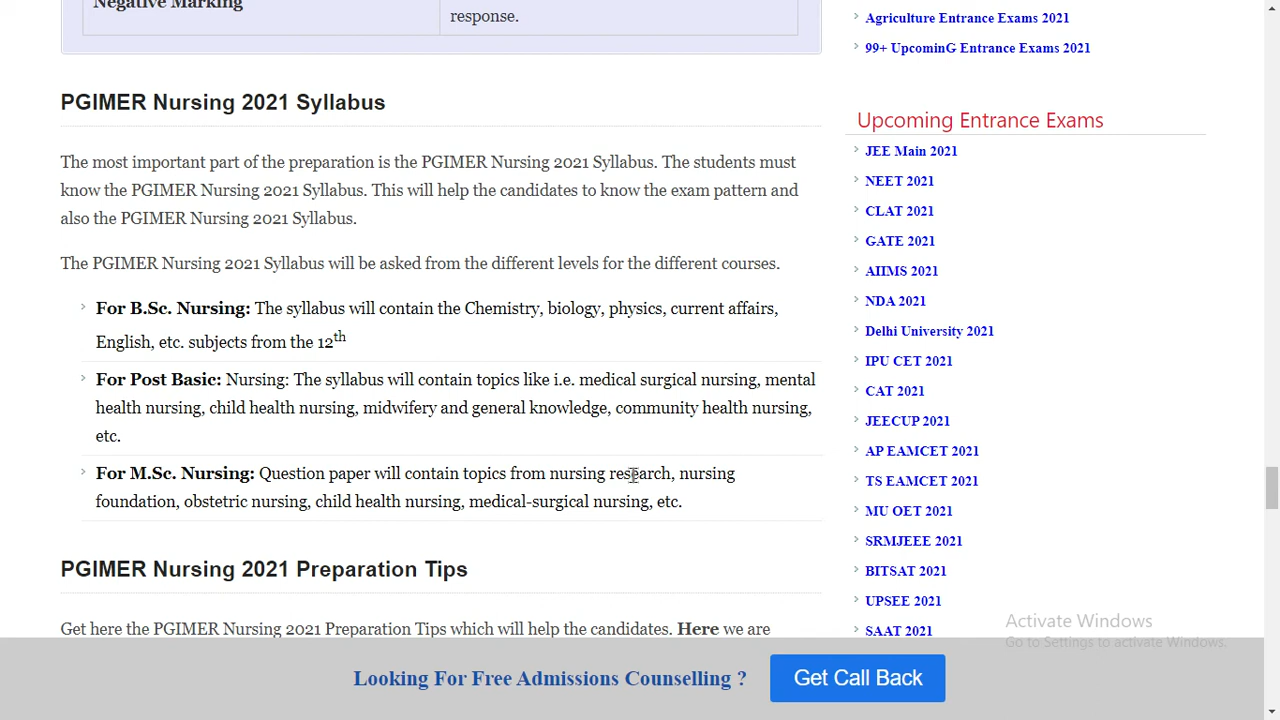 Negative Marking
response.
PGIMER Nursing 2021 Syllabus
The most important part of the preparation is the PGIMER Nursing 2021 Syllabus. The students must
know the PGIMER Nursing 2021 Syllabus. This will help the candidates to know the exam pattern and
also the PGIMER Nursing 2021 Syllabus.
The PGIMER Nursing 2021 Syllabus will be asked from the different levels for the different courses.
For B.Sc. Nursing: The syllabus will contain the Chemistry, biology, physics, current affairs,
English, etc. subjects from the 12th
For Post Basic: Nursing: The syllabus will contain topics like i.e. medical surgical nursing, mental
health nursing, child health nursing, midwifery and general knowledge, community health nursing,
etc.
For M.Sc. Nursing: Question paper will contain topics from nursing research, nursing
foundation, obstetric nursing, child health nursing, medical-surgical nursing, etc.
PGIMER Nursing 2021 Preparation Tips
Get here the PGIMER Nursing 2021 Preparation Tips which will help the candidates. Here we are
Agriculture Entrance Exams 2021
99+ UpcominG Entrance Exams 2021
Upcoming Entrance Exams
JEE Main 2021
NEET 2021
CLAT 2021
GATE 2021
AIIMS 2021
NDA 2021
Delhi University 2021
IPU CET 2021
CAT 2021
JEECUP 2021
AP EAMCET 2021
TS EAMCET 2021
MU OET 2021
SRMJEEE 2021
BITSAT 2021
UPSEE 2021
SAAT 2021
Activate Windows
Go to Settings to activate Windows.
Looking For Free Admissions Counselling ?
Get Call Back